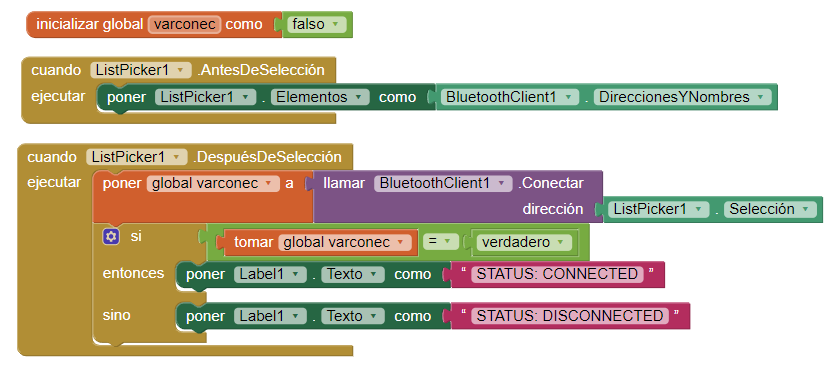 inicializar global varconec como falso
cuando ListPicker1 .AntesDeSelección
ejecutar poner ListPicker1 . Elementos como BluetoothClient1 . DireccionesYNombres
cuando ListPicker1 .DespuésDeSelección
ejecutar poner global varconec a llamar BluetoothClient1 .Conectar
dirección ListPicker1 . Selección
si tomar global varconec = verdadero
entonces poner Label1 . Texto como “ STATUS: CONNECTED ”
sino poner Label1 . Texto como “ STATUS: DISCONNECTED ”